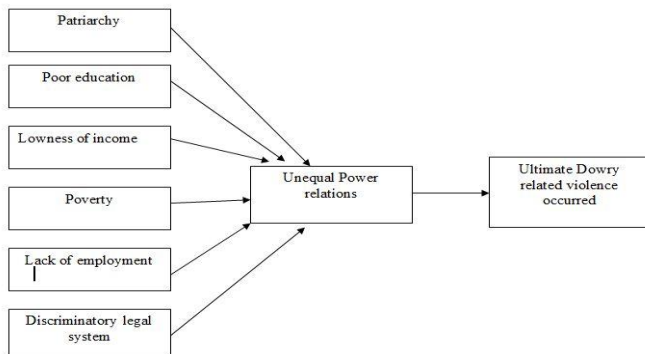 Patriarchy
Poor education
Lowness of income
Poverty
Lack of employment
Discriminatory legal
system
Unequal Power
relations
Ultimate Dowry
related violence
occurred